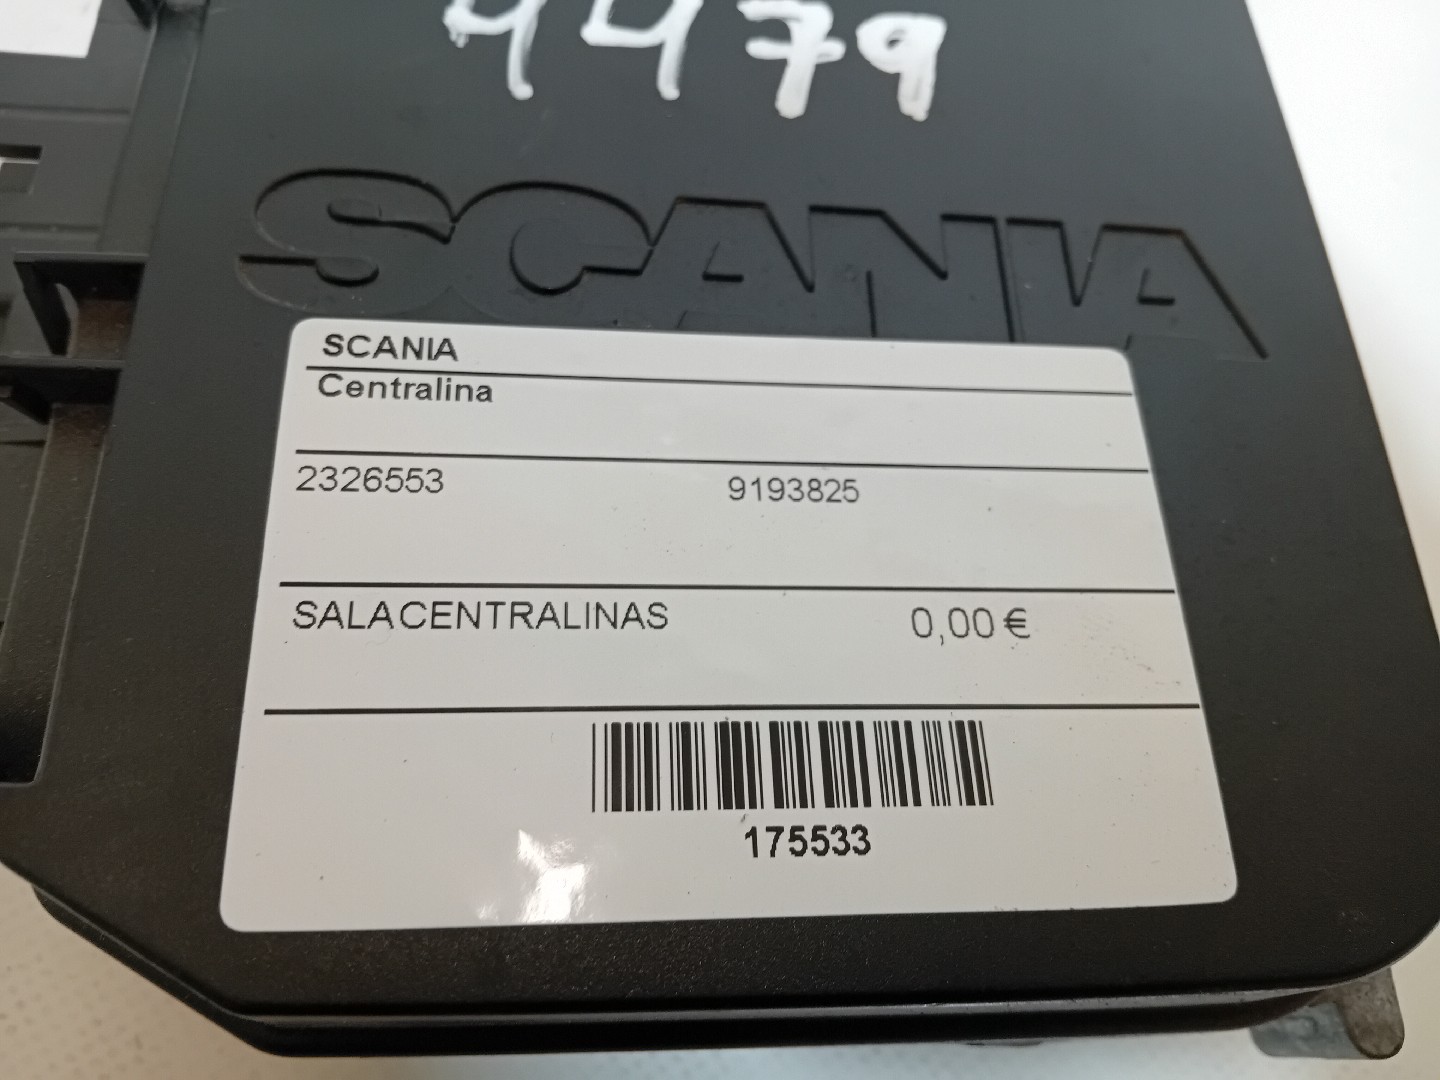 4479
SCANIA
SCANIA
Centralina
2326553 9193825
SALACENTRALINAS 0,00 €
175533